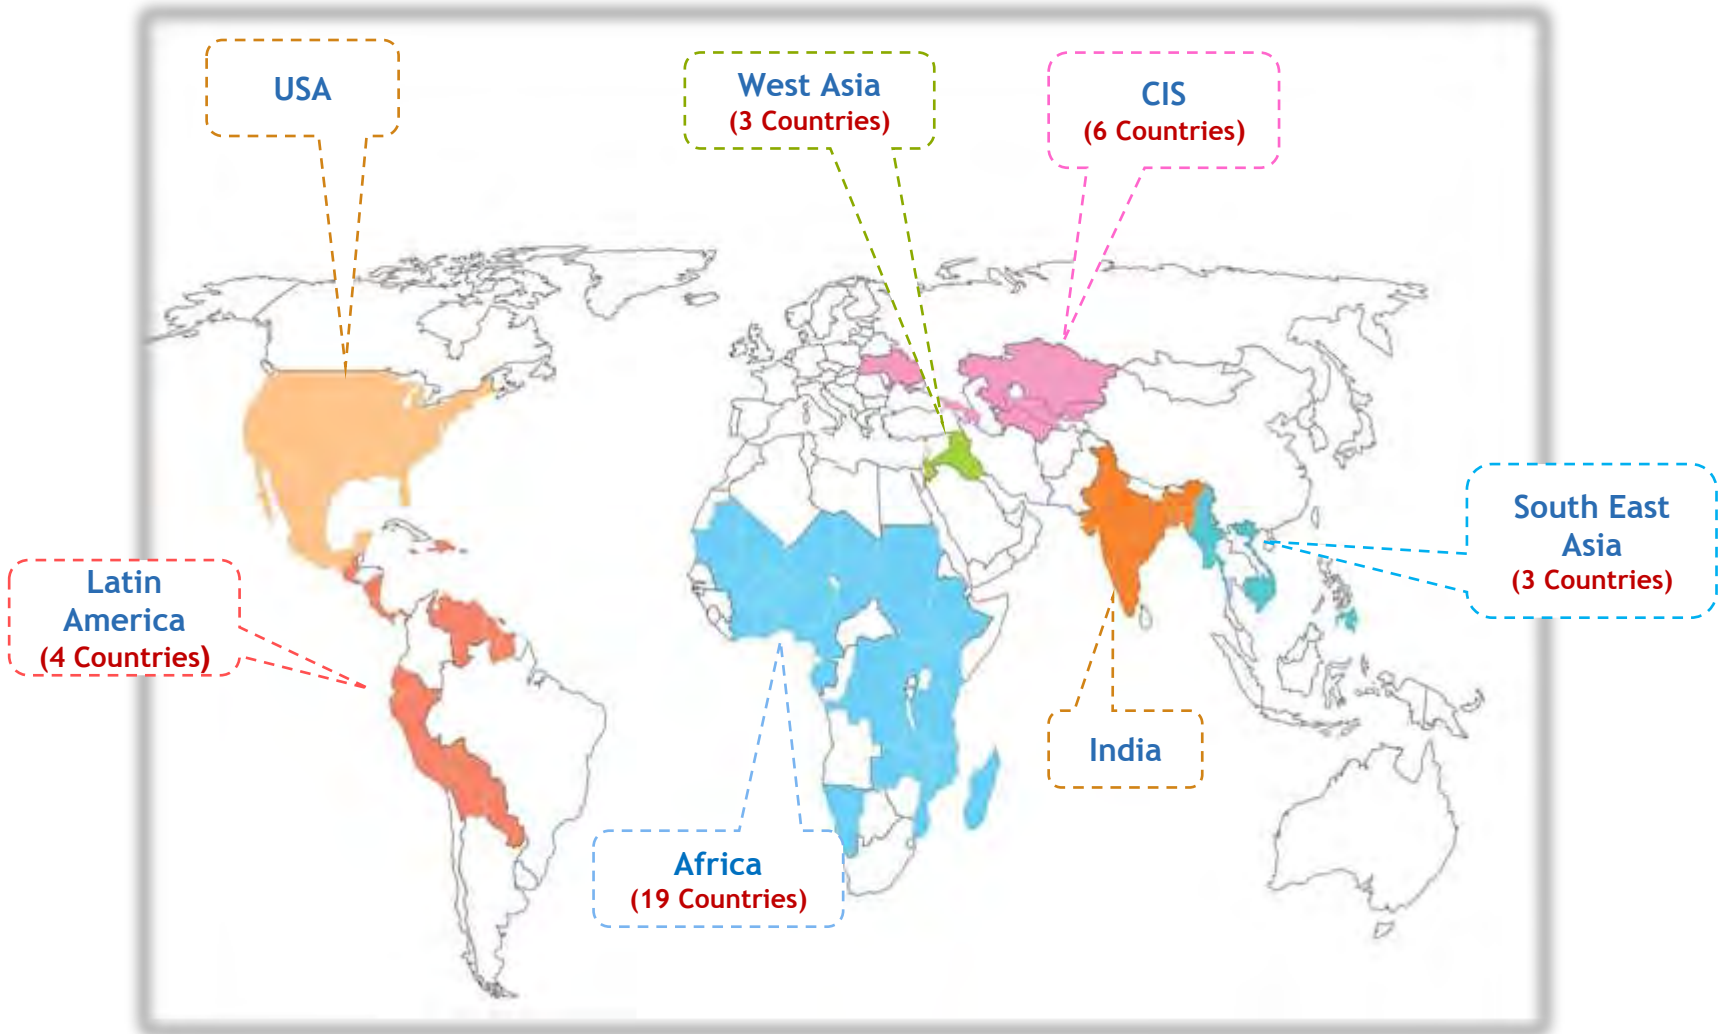 USA
West Asia
(3 Countries)
CIS
(6 Countries)
South East
Asia
(3 Countries)
Latin
America
(4 Countries)
India
Africa
(19 Countries)